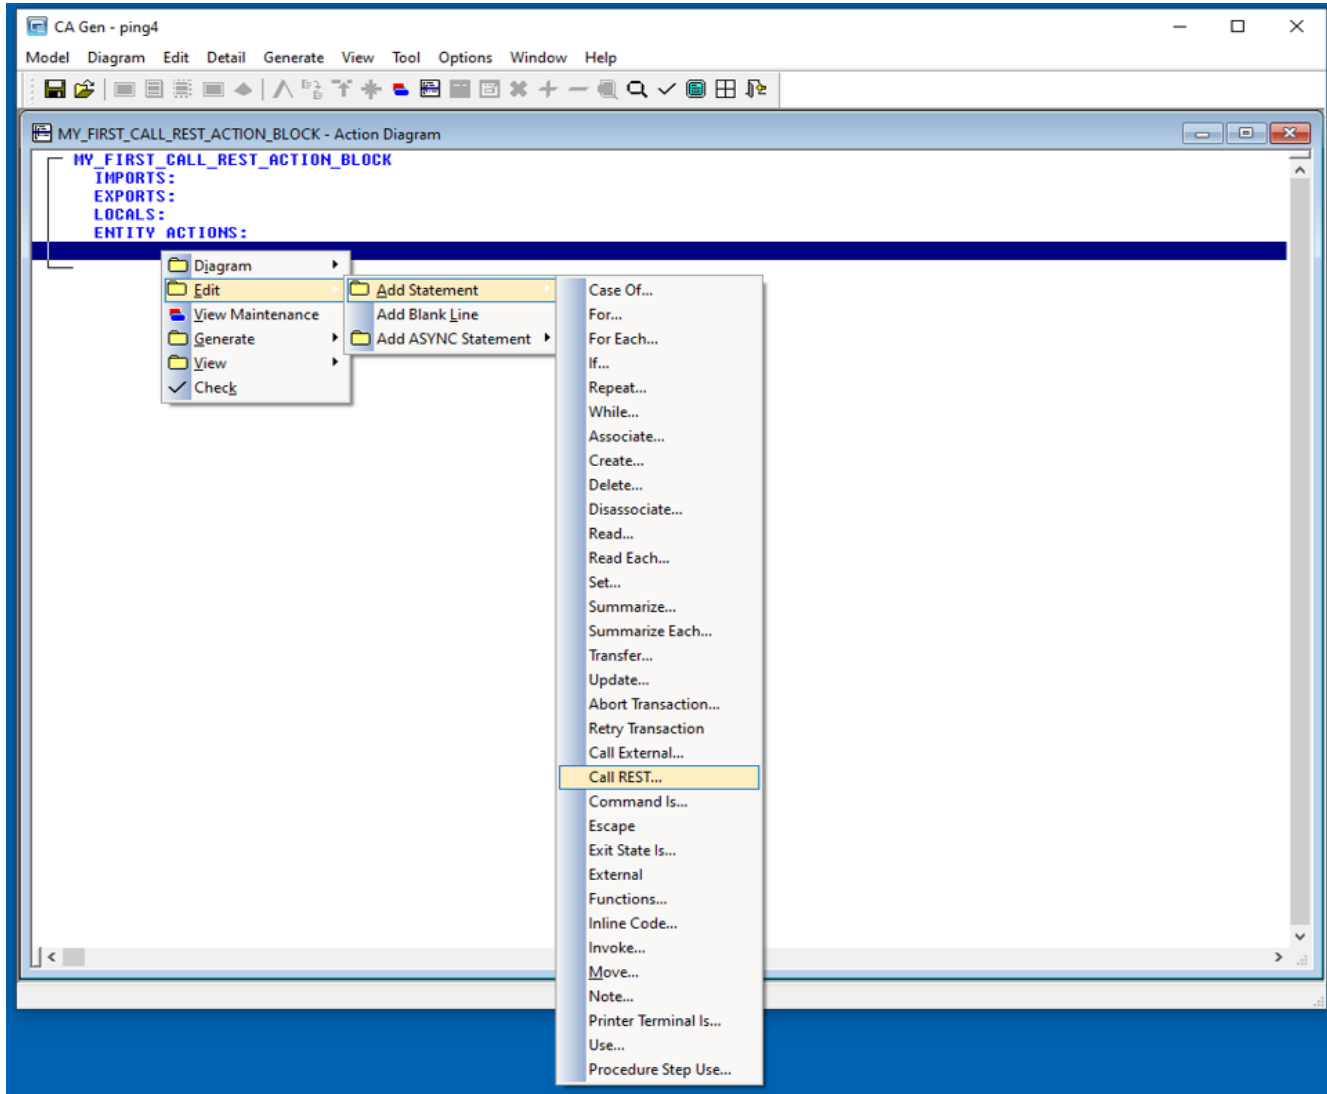 CA Gen - ping4
Model Diagram Edit Detail Generate View Tool Options Window Help
MY_FIRST_CALL_REST_ACTION_BLOCK - Action Diagram
MY_FIRST_CALL_REST_ACTION_BLOCK
IMPORTS:
EXPORTS:
LOCALS:
ENTITY ACTIONS:
Diagram
Edit
View Maintenance
Generate
View
Check
Add Statement
Add Blank Line
Add ASYNC Statement
Case Of...
For...
For Each...
If...
Repeat...
While...
Associate...
Create...
Delete...
Disassociate...
Read...
Read Each...
Set...
Summarize...
Summarize Each...
Transfer...
Update...
Abort Transaction...
Retry Transaction
Call External...
Call REST...
Command Is...
Escape
Exit State Is...
External
Functions...
Inline Code...
Invoke...
Move...
Note...
Printer Terminal Is...
Use...
Procedure Step Use...